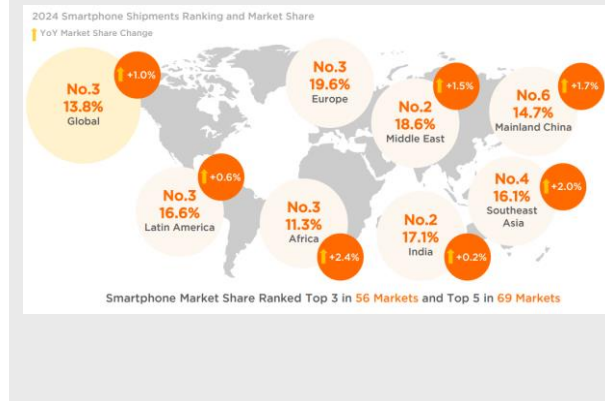 2024 Smartphone Shipments Ranking and Market Share
YoY Market Share Change
No.3
13.8%
Global
+1.0%
No.3
19.6%
Europe
No.2
18.6%
Middle East
+1.5%
No.6
14.7%
Mainland China
+1.7%
No.3
16.6%
Latin America
+0.6%
No.3
11.3%
Africa
+2.4%
No.2
17.1%
India
+0.2%
No.4
16.1%
Southeast
Asia
+2.0%
Smartphone Market Share Ranked Top 3 in 56 Markets and Top 5 in 69 Markets